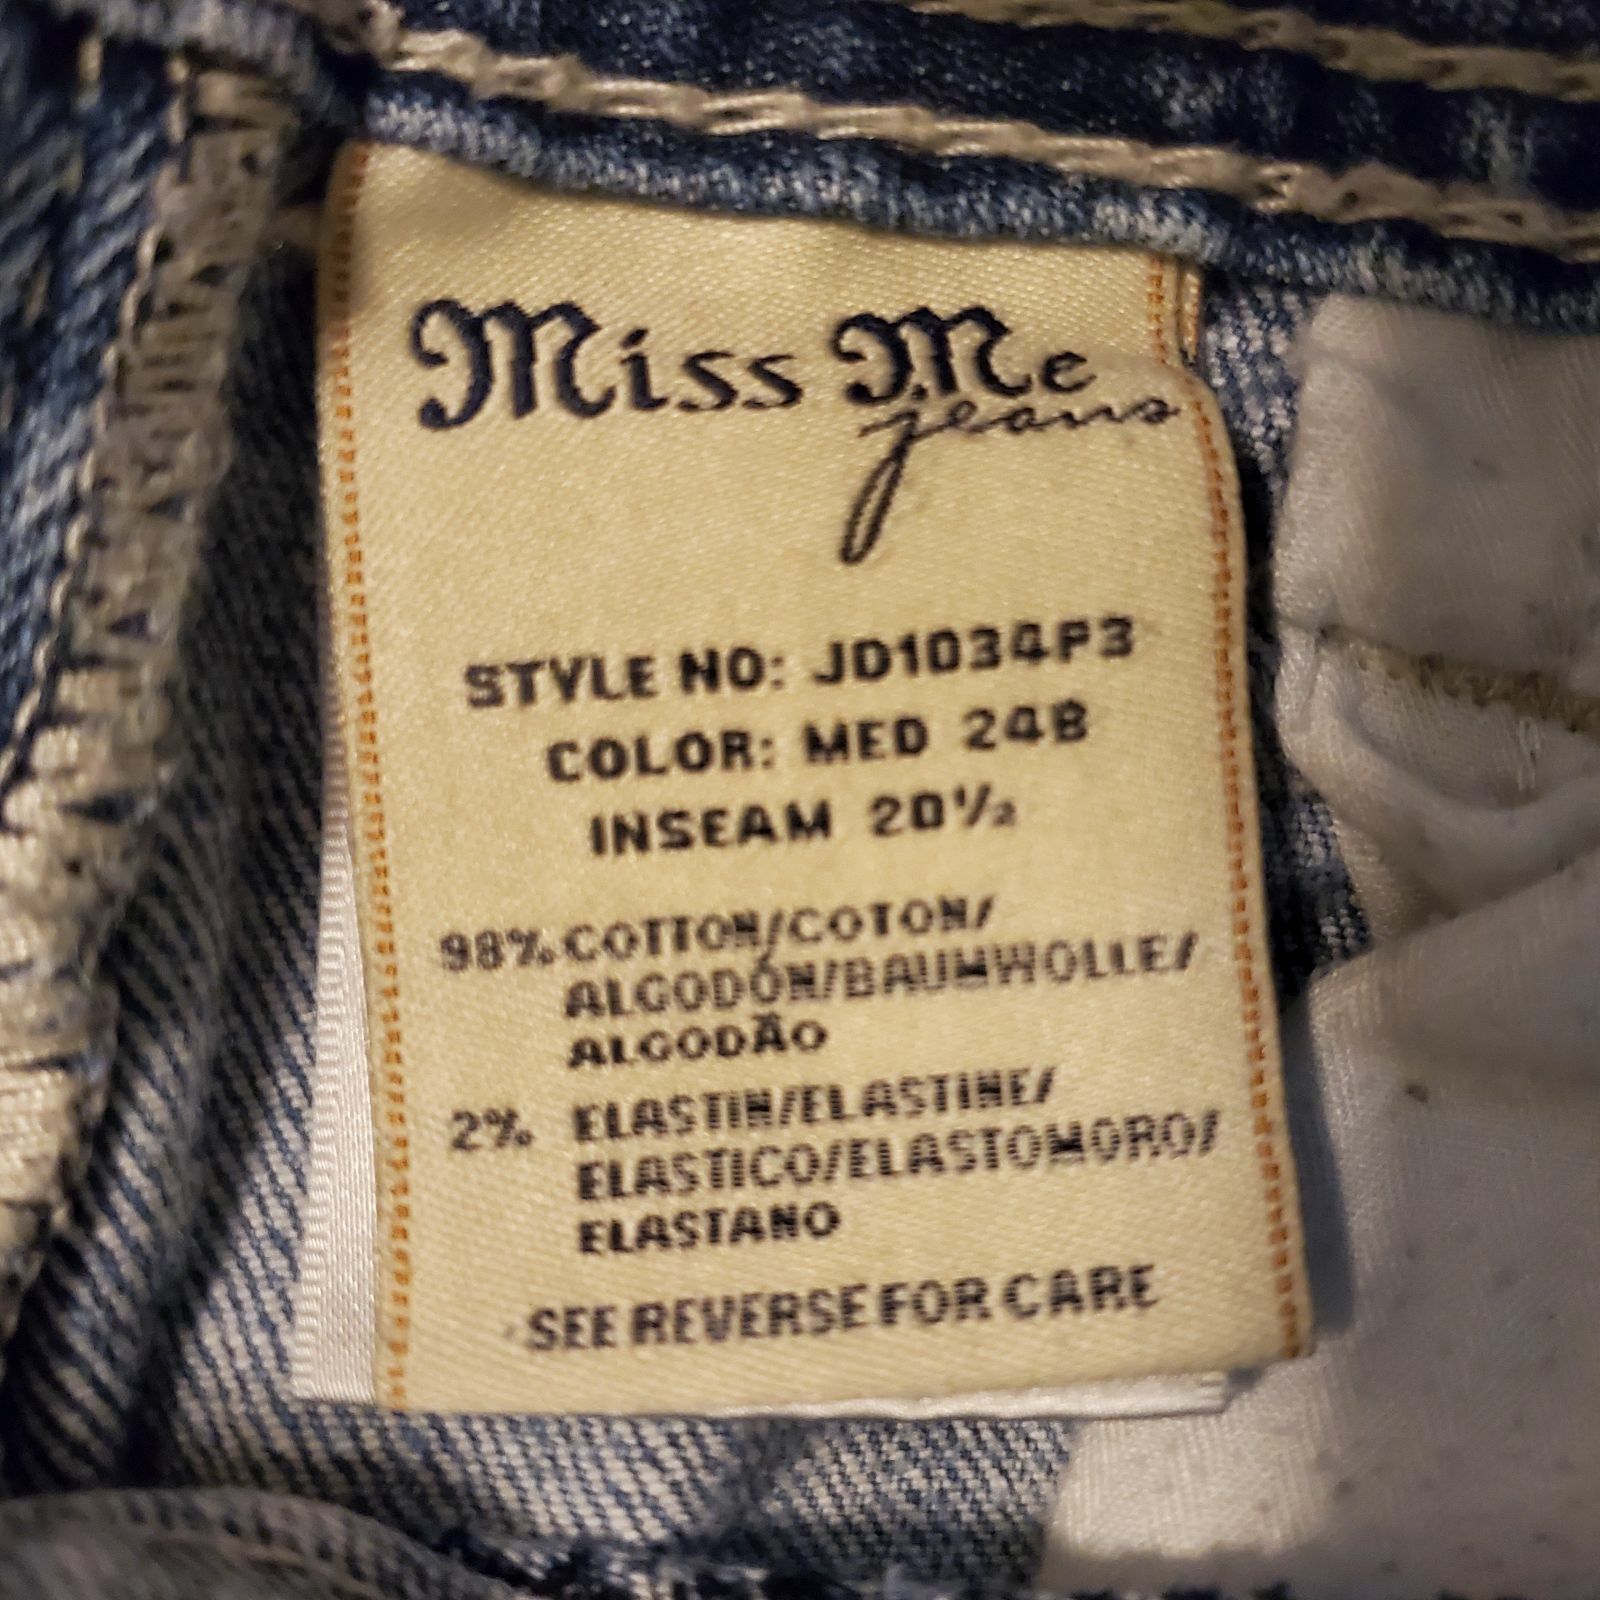 Miss Me
jeans
STYLE NO: JD1034P3
COLOR: MED 24B
INSEAM 20½
98% COTTON/COTON/
ALGODÓN/BAUMWOLLE/
ALGODÃO
2% ELASTIN/ELASTINE/
ELASTICO/ELASTOMORO/
ELASTANO
SEE REVERSE FOR CARE